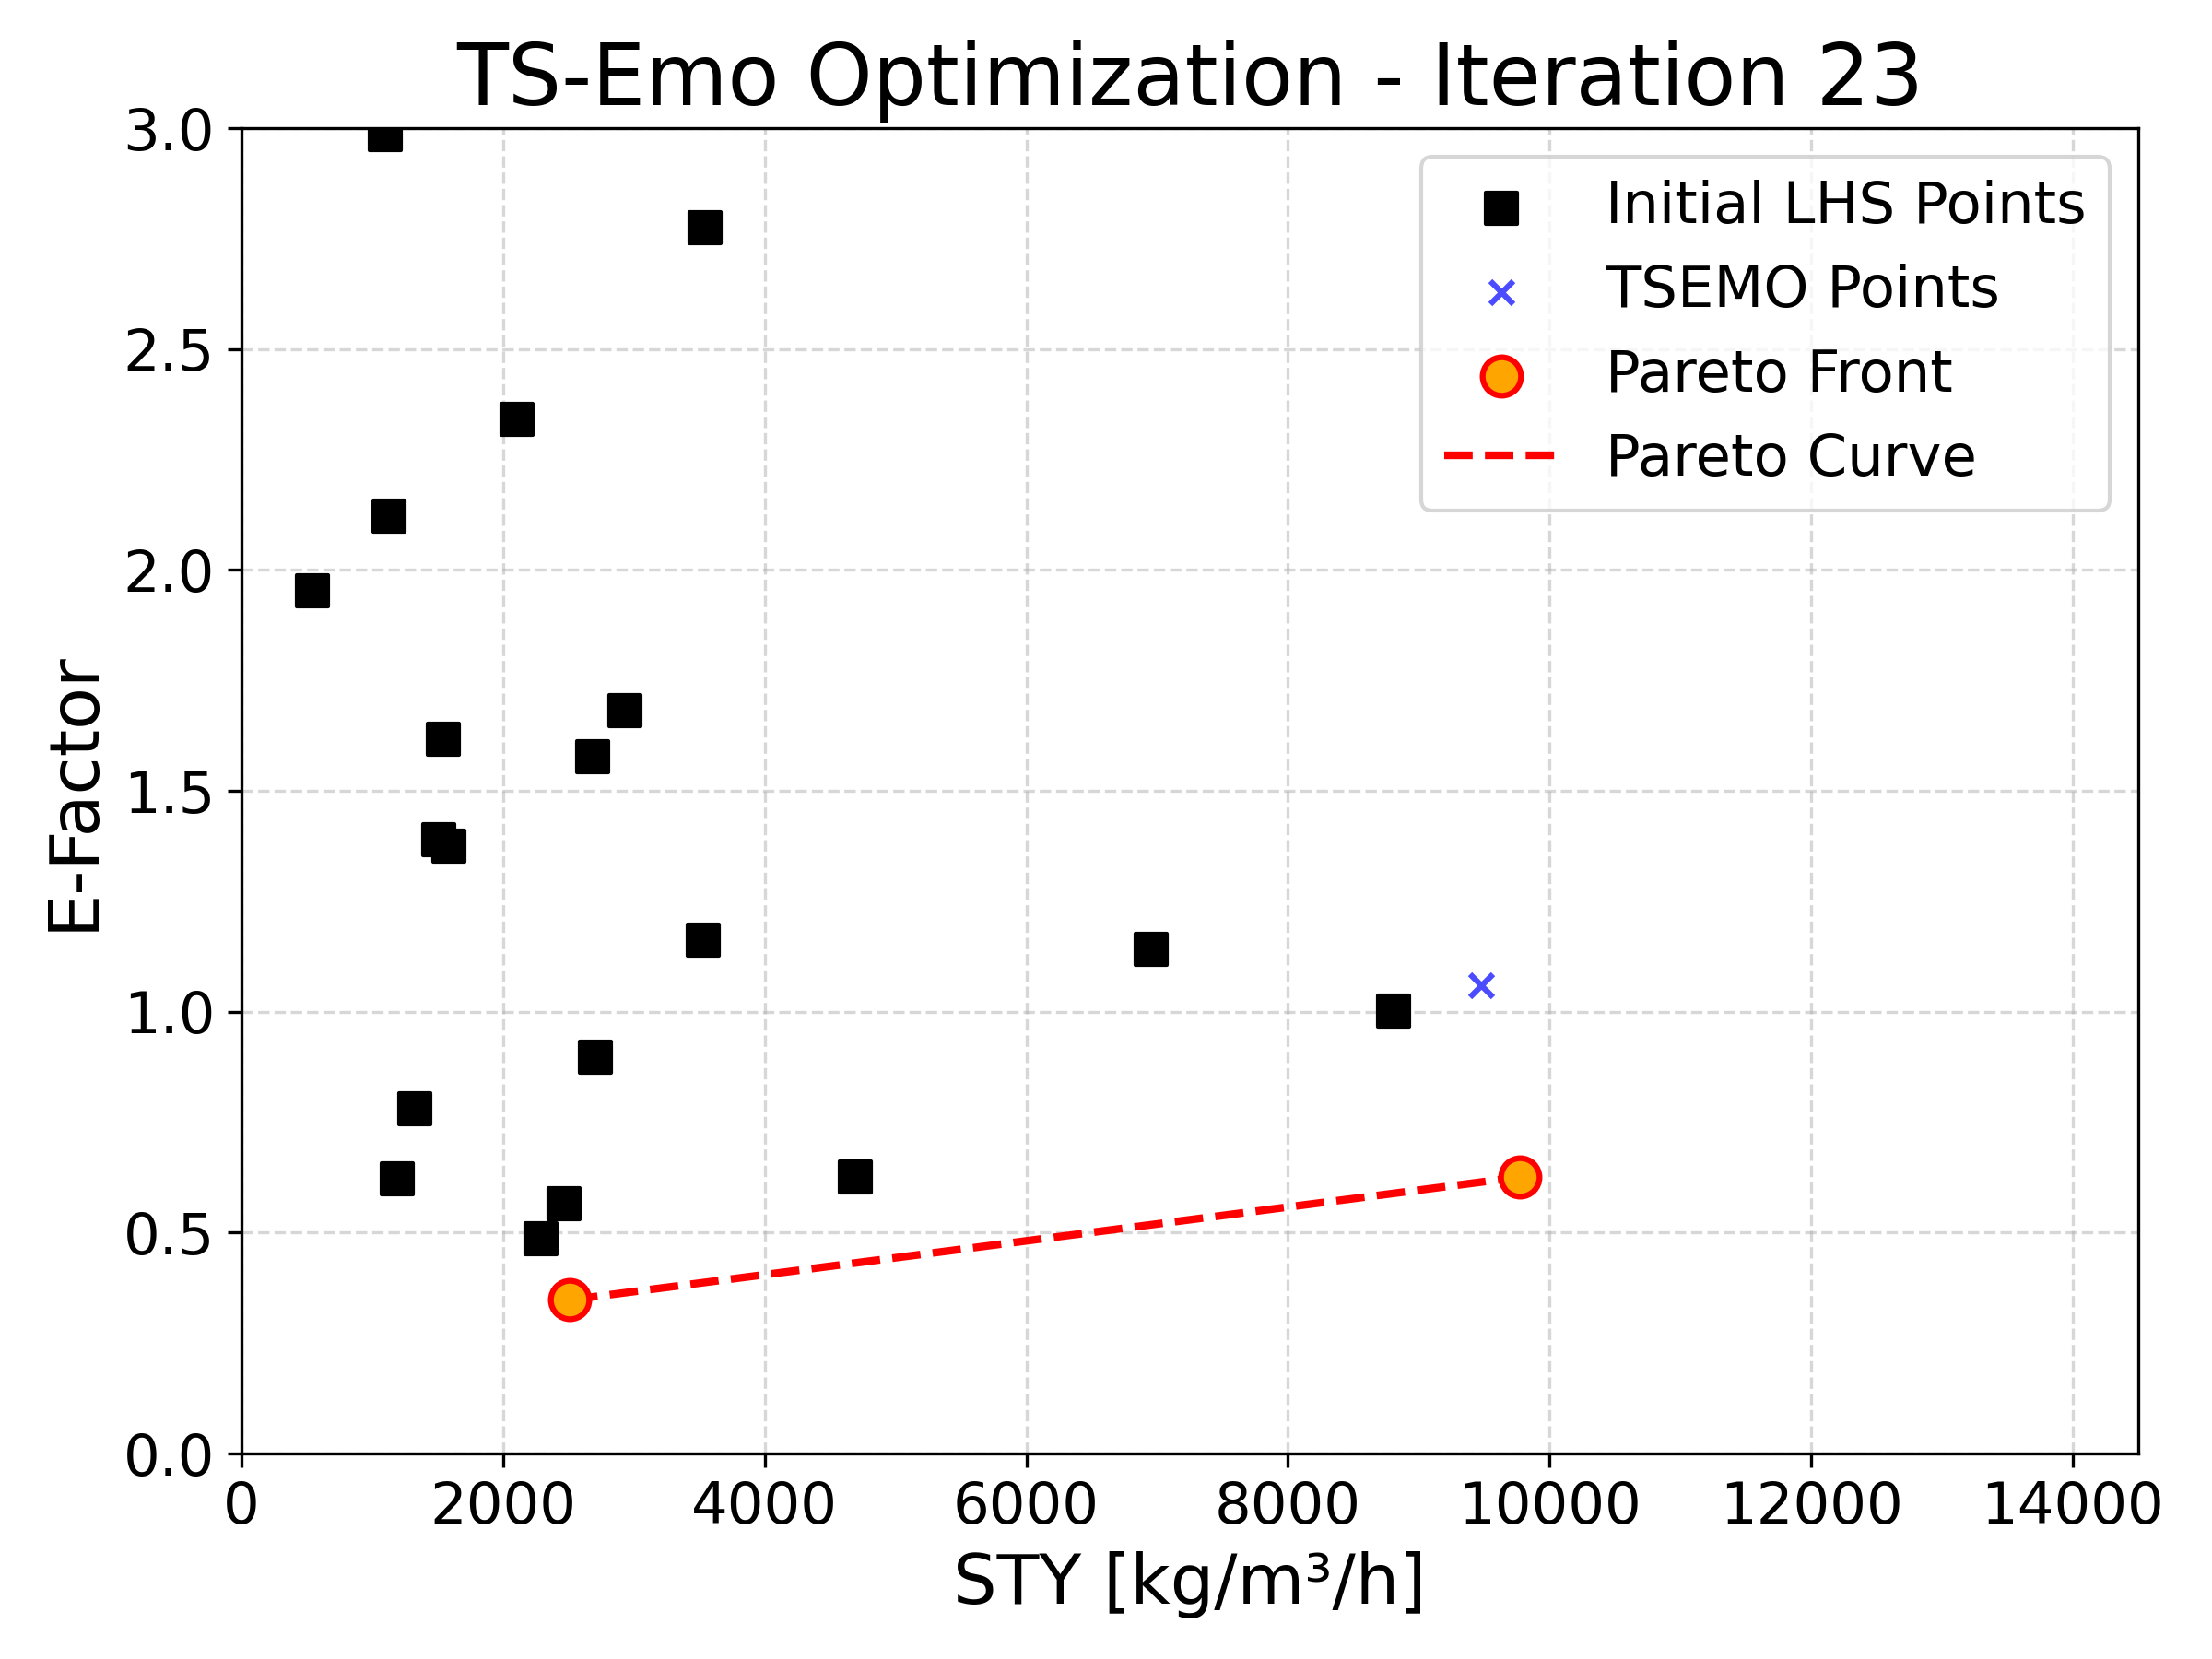 TS-Emo Optimization - Iteration 23
3.0
2.5
2.0
1.5
1.0
0.5
0.0
E-Factor
Initial LHS Points
TSEMO Points
Pareto Front
Pareto Curve
0 2000 4000 6000 8000 10000 12000 14000
STY [kg/m³/h]